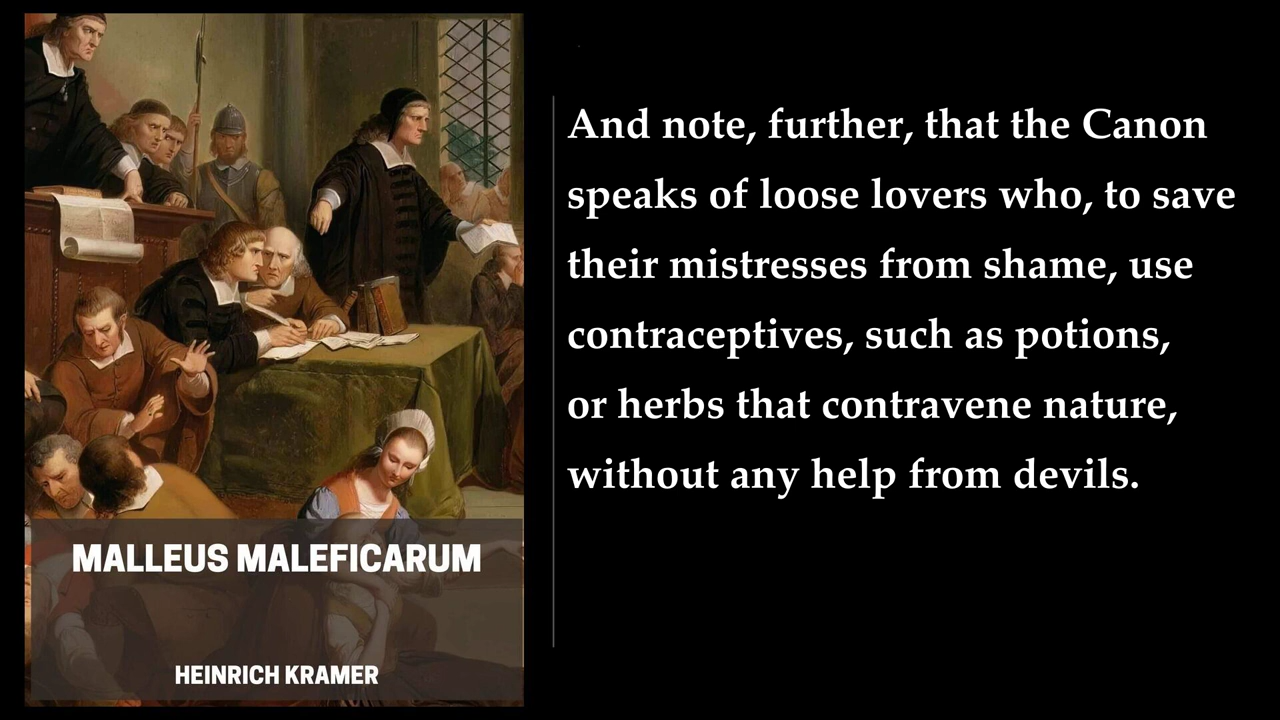 MALLEUS MALEFICARUM
HEINRICH KRAMER
And note, further, that the Canon
speaks of loose lovers who, to save
their mistresses from shame, use
contraceptives, such as potions,
or herbs that contravene nature,
without any help from devils.